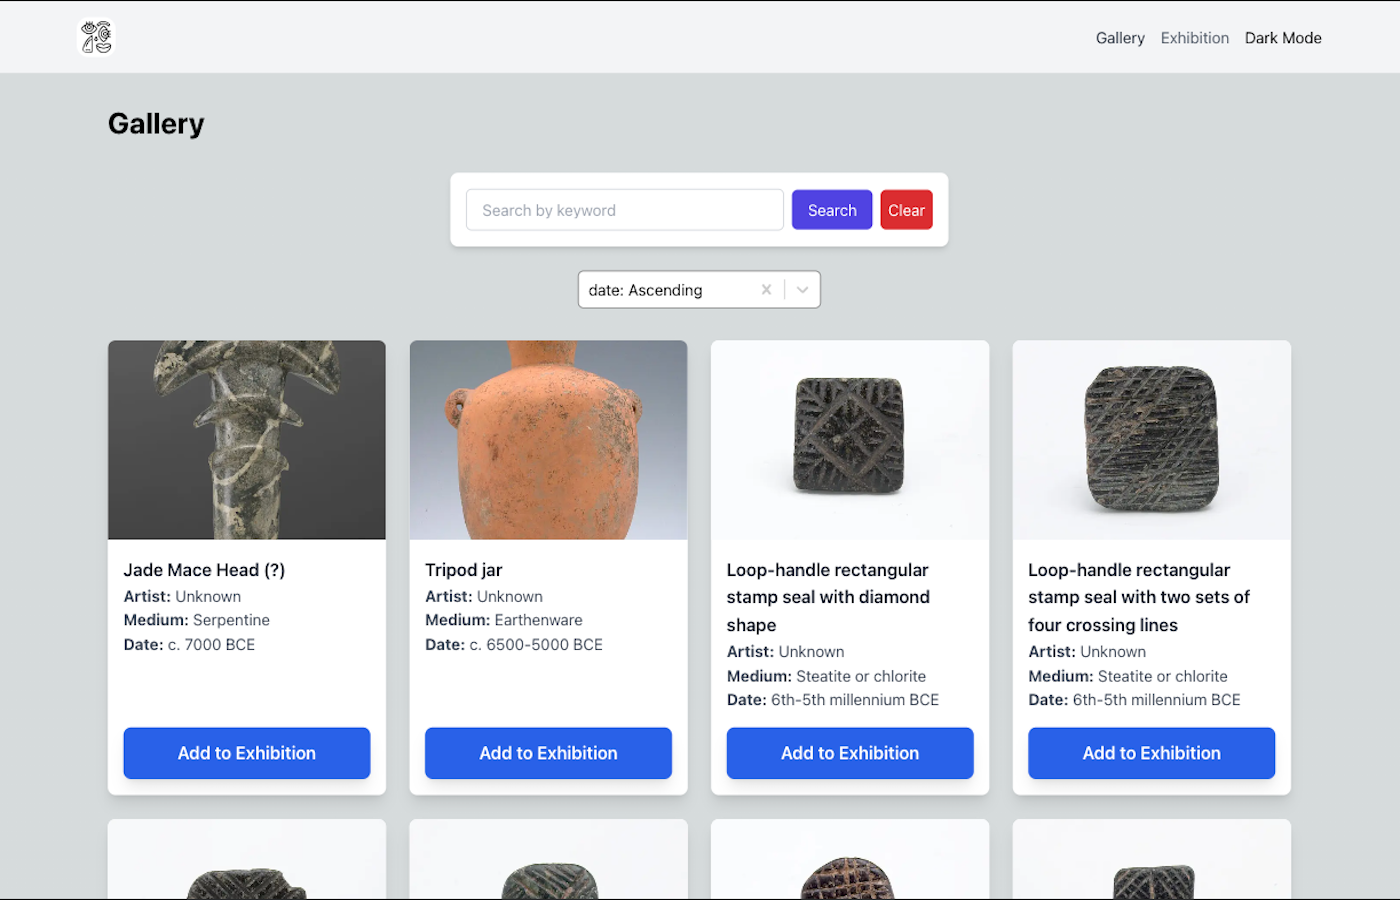 Gallery Exhibition Dark Mode
Gallery
Search by keyword Search Clear
date: Ascending
Jade Mace Head (?)
Artist: Unknown
Medium: Serpentine
Date: c. 7000 BCE
Add to Exhibition
Tripod jar
Artist: Unknown
Medium: Earthenware
Date: c. 6500-5000 BCE
Add to Exhibition
Loop-handle rectangular
stamp seal with diamond
shape
Artist: Unknown
Medium: Steatite or chlorite
Date: 6th-5th millennium BCE
Add to Exhibition
Loop-handle rectangular
stamp seal with two sets of
four crossing lines
Artist: Unknown
Medium: Steatite or chlorite
Date: 6th-5th millennium BCE
Add to Exhibition